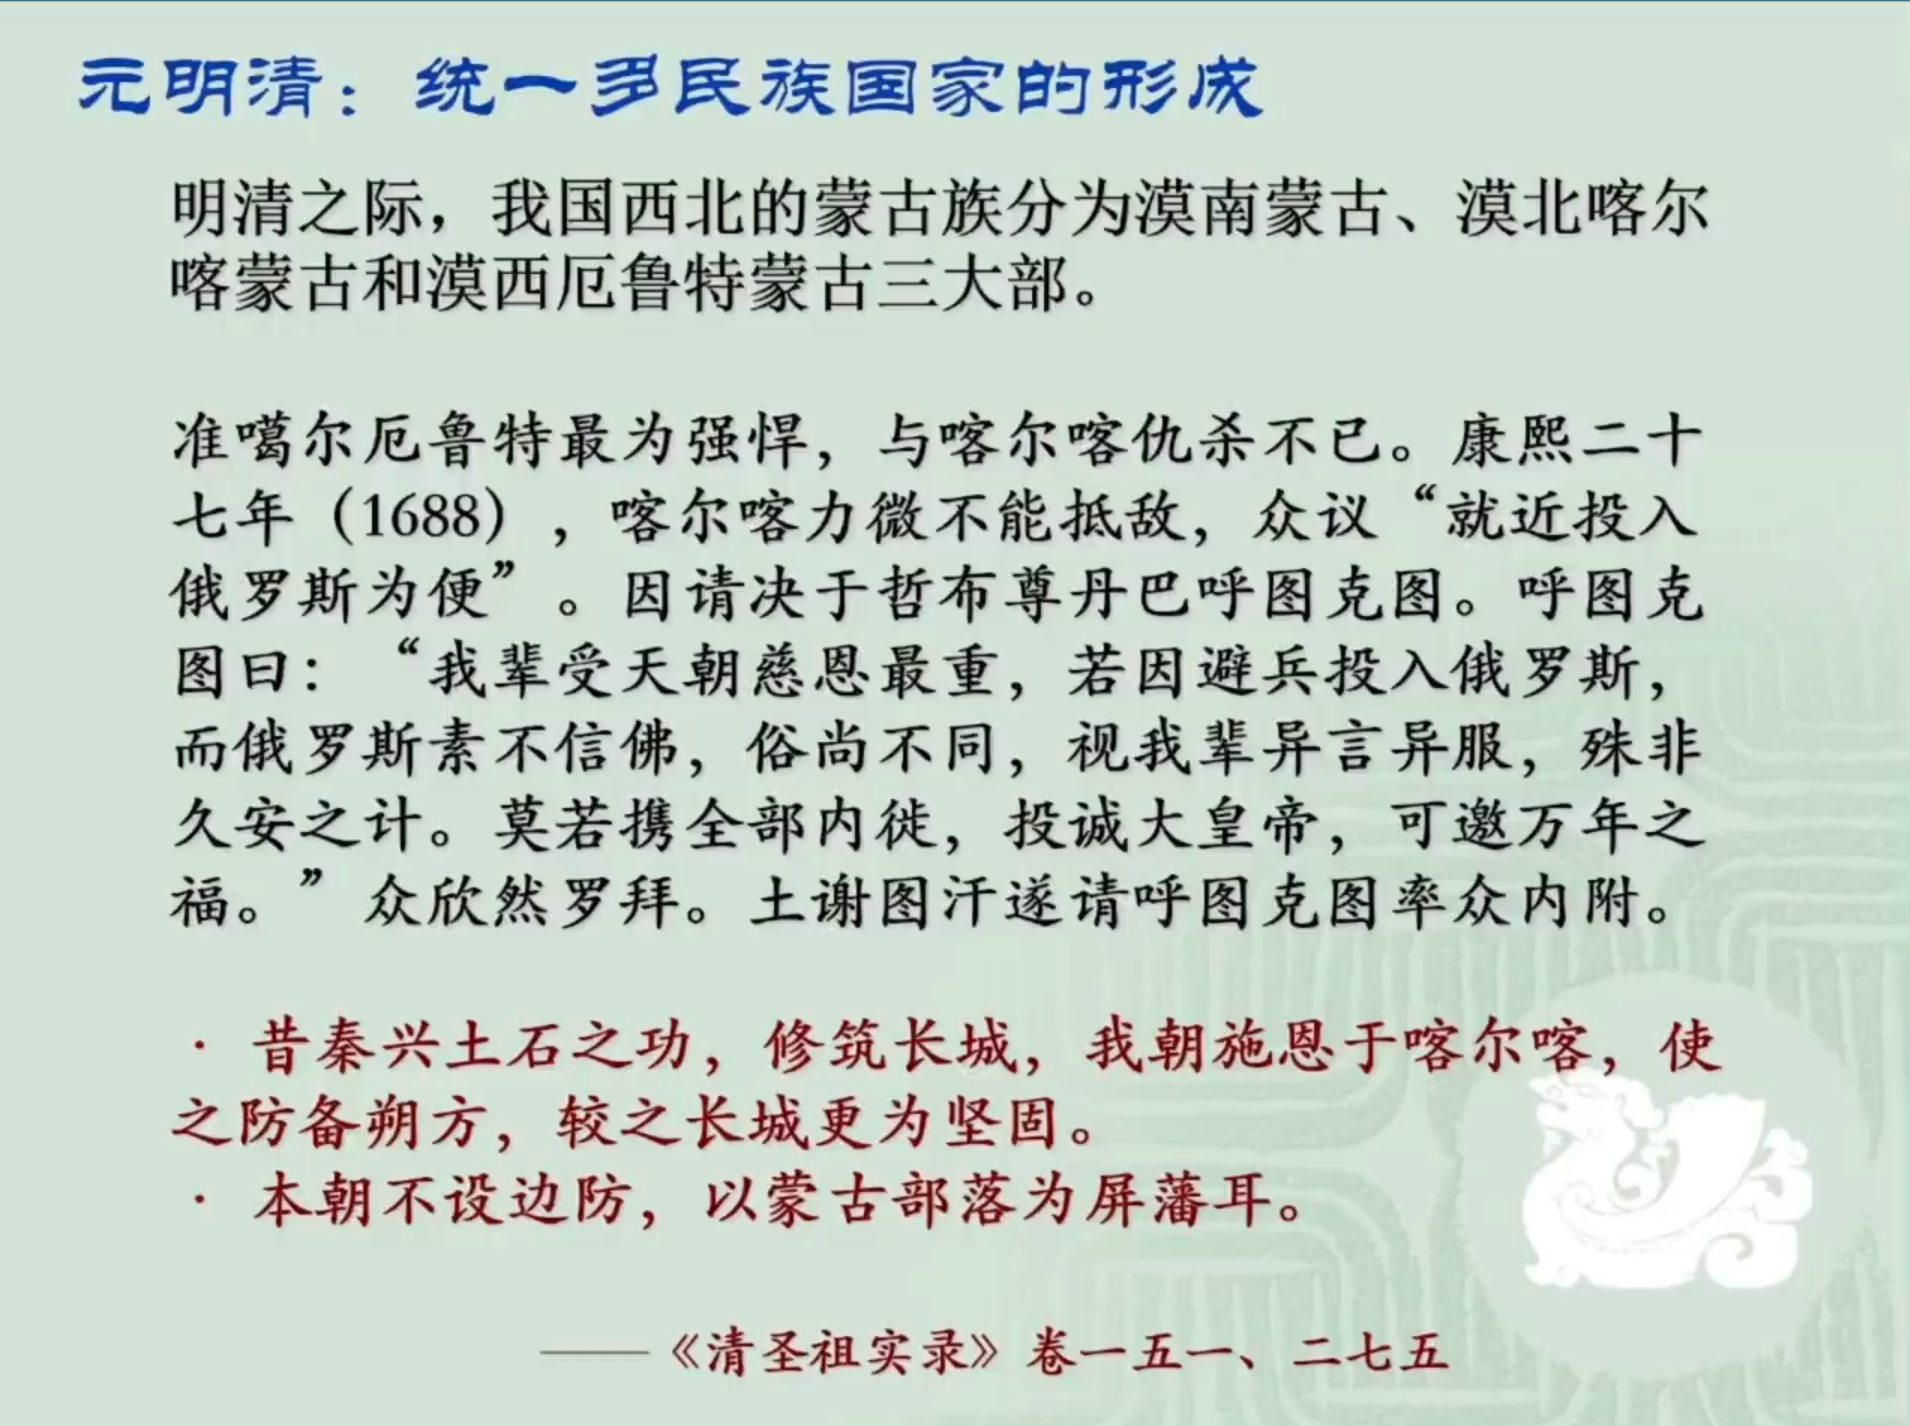 元明清：统一多民族国家的形成
明清之际，我国西北的蒙古族分为漠南蒙古、漠北喀尔
喀蒙古和漠西厄鲁特蒙古三大部。
准噶尔厄鲁特最为强悍，与喀尔喀仇杀不已。康熙二十
七年（1688），喀尔喀力微不能抵敌，众议“就近投入
俄罗斯为便”。因请决于哲布尊丹巴呼图克图。呼图克
图曰：“我辈受天朝慈恩最重，若因避兵投入俄罗斯，
而俄罗斯素不信佛，俗尚不同，视我辈异言异服，殊非
久安之计。莫若携全部内徙，投诚大皇帝，可邀万年之
福。”众欣然罗拜。土谢图汗遂请呼图克图率众内附。
· 昔秦兴土石之功，修筑长城，我朝施恩于喀尔喀，使
之防备朔方，较之长城更为坚固。
· 本朝不设边防，以蒙古部落为屏藩耳。
——《清圣祖实录》卷一五一、二七五